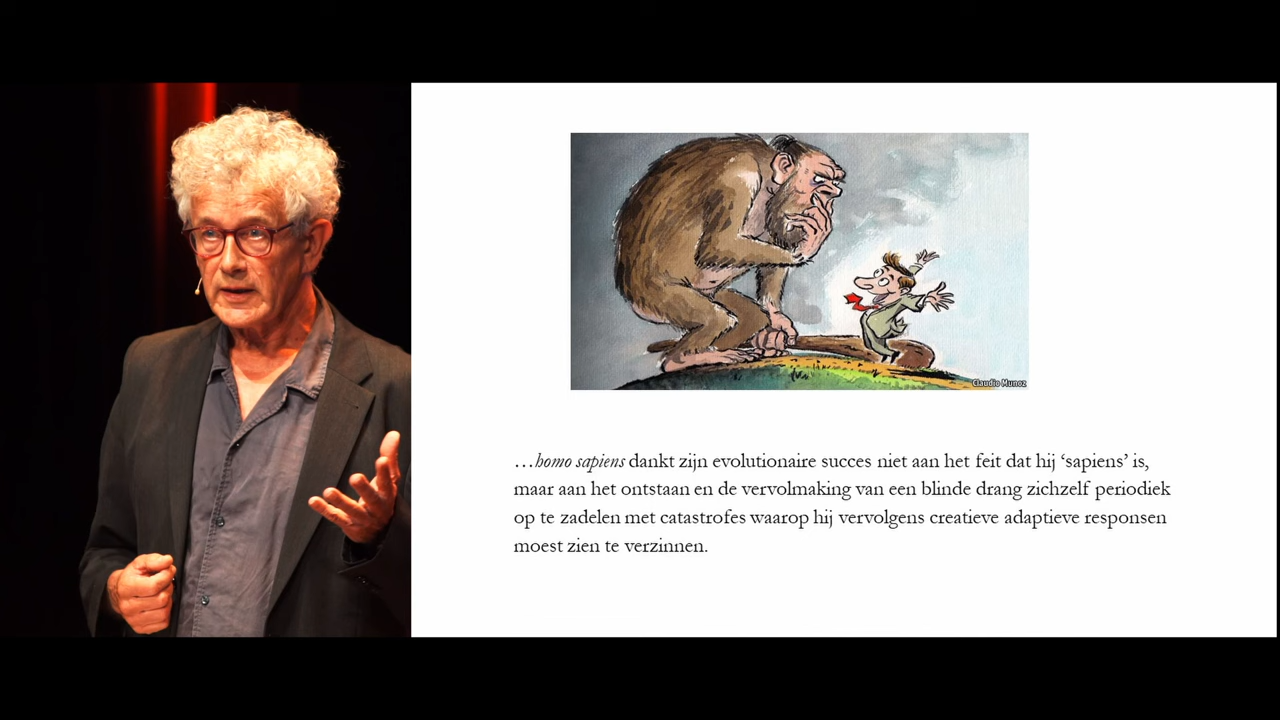 Claudio Munoz
…homo sapiens dankt zijn evolutionaire succes niet aan het feit dat hij ‘sapiens’ is,
maar aan het ontstaan en de vervolmaking van een blinde drang zichzelf periodiek
op te zadelen met catastrofes waarop hij vervolgens creatieve adaptieve responsen
moest zien te verzinnen.